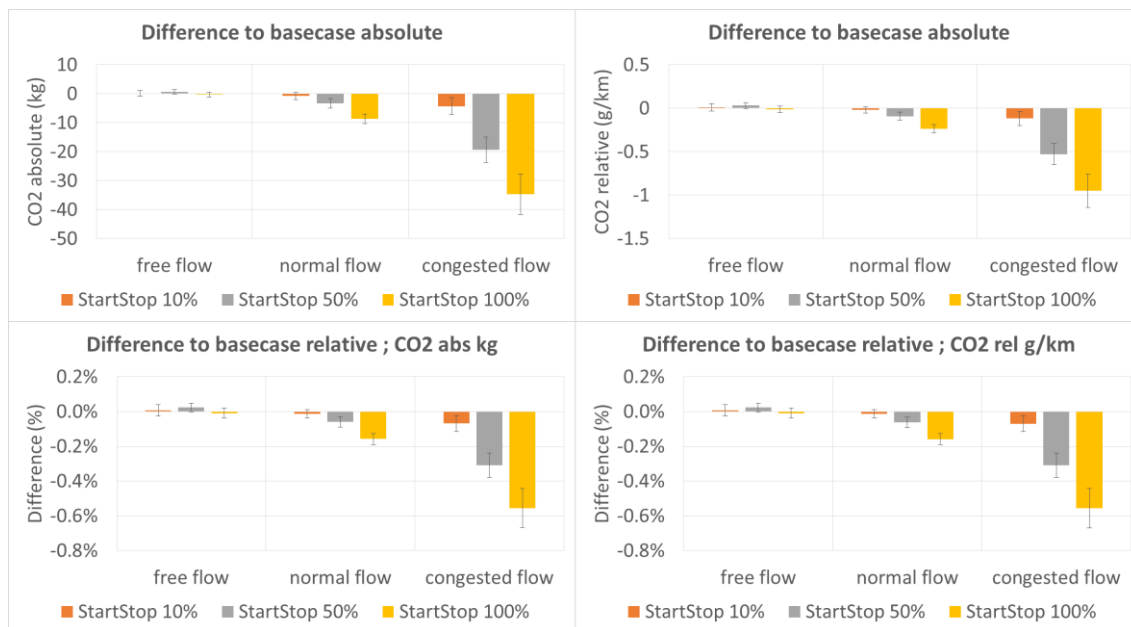 Difference to basecase absolute
CO2 absolute (kg)
10
0
-10
-20
-30
-40
-50
free flow normal flow congested flow
StartStop 10% StartStop 50% StartStop 100%
Difference to basecase absolute
CO2 relative (g/km)
0.5
0
-0.5
-1
-1.5
free flow normal flow congested flow
StartStop 10% StartStop 50% StartStop 100%
Difference to basecase relative ; CO2 abs kg
Difference (%)
0.2%
0.0%
-0.2%
-0.4%
-0.6%
-0.8%
free flow normal flow congested flow
StartStop 10% StartStop 50% StartStop 100%
Difference to basecase relative ; CO2 rel g/km
Difference (%)
0.2%
0.0%
-0.2%
-0.4%
-0.6%
-0.8%
free flow normal flow congested flow
StartStop 10% StartStop 50% StartStop 100%